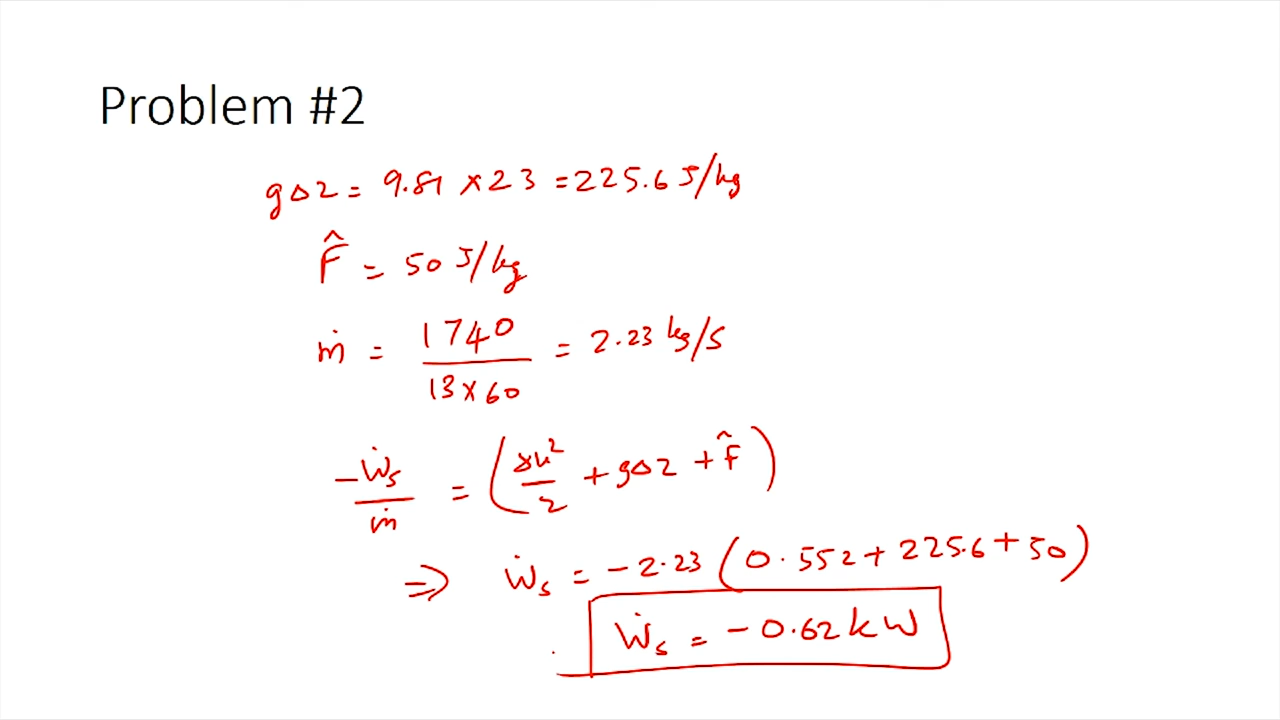 Problem #2
gΔz = 9.81 × 23 = 225.6 J/kg
F̂ = 50 J/kg
ṁ = 1740 / 13 × 60 = 2.23 kg/s
-Ẇs / ṁ = (Δu² / 2 + gΔz + F̂)
⇒ Ẇs = -2.23 (0.552 + 225.6 + 50)
Ẇs = -0.62 kW